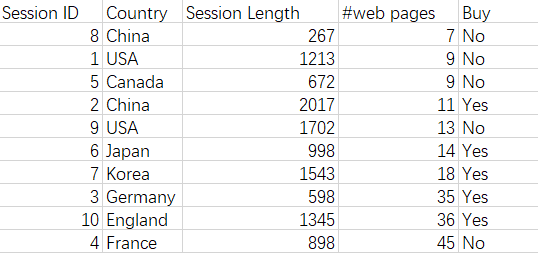 Session ID Country Session Length #web pages Buy
8 China 267 7 No
1 USA 1213 9 No
5 Canada 672 9 No
2 China 2017 11 Yes
9 USA 1702 13 No
6 Japan 998 14 Yes
7 Korea 1543 18 Yes
3 Germany 598 35 Yes
10 England 1345 36 Yes
4 France 898 45 No